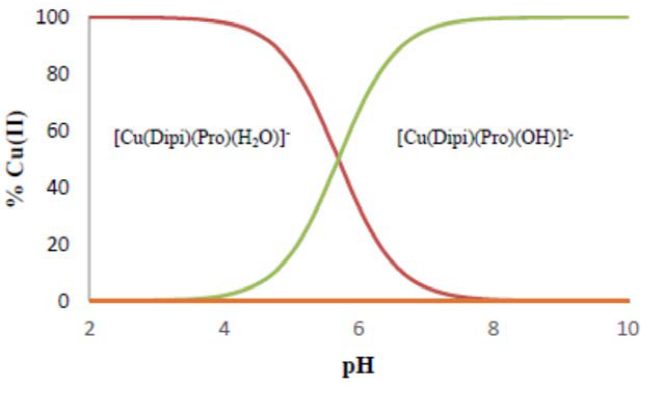 100
80
60
40
20
0
% Cu(II)
[Cu(Dipi)(Pro)(H₂O)]⁻
[Cu(Dipi)(Pro)(OH)]²⁻
2 4 6 8 10
pH